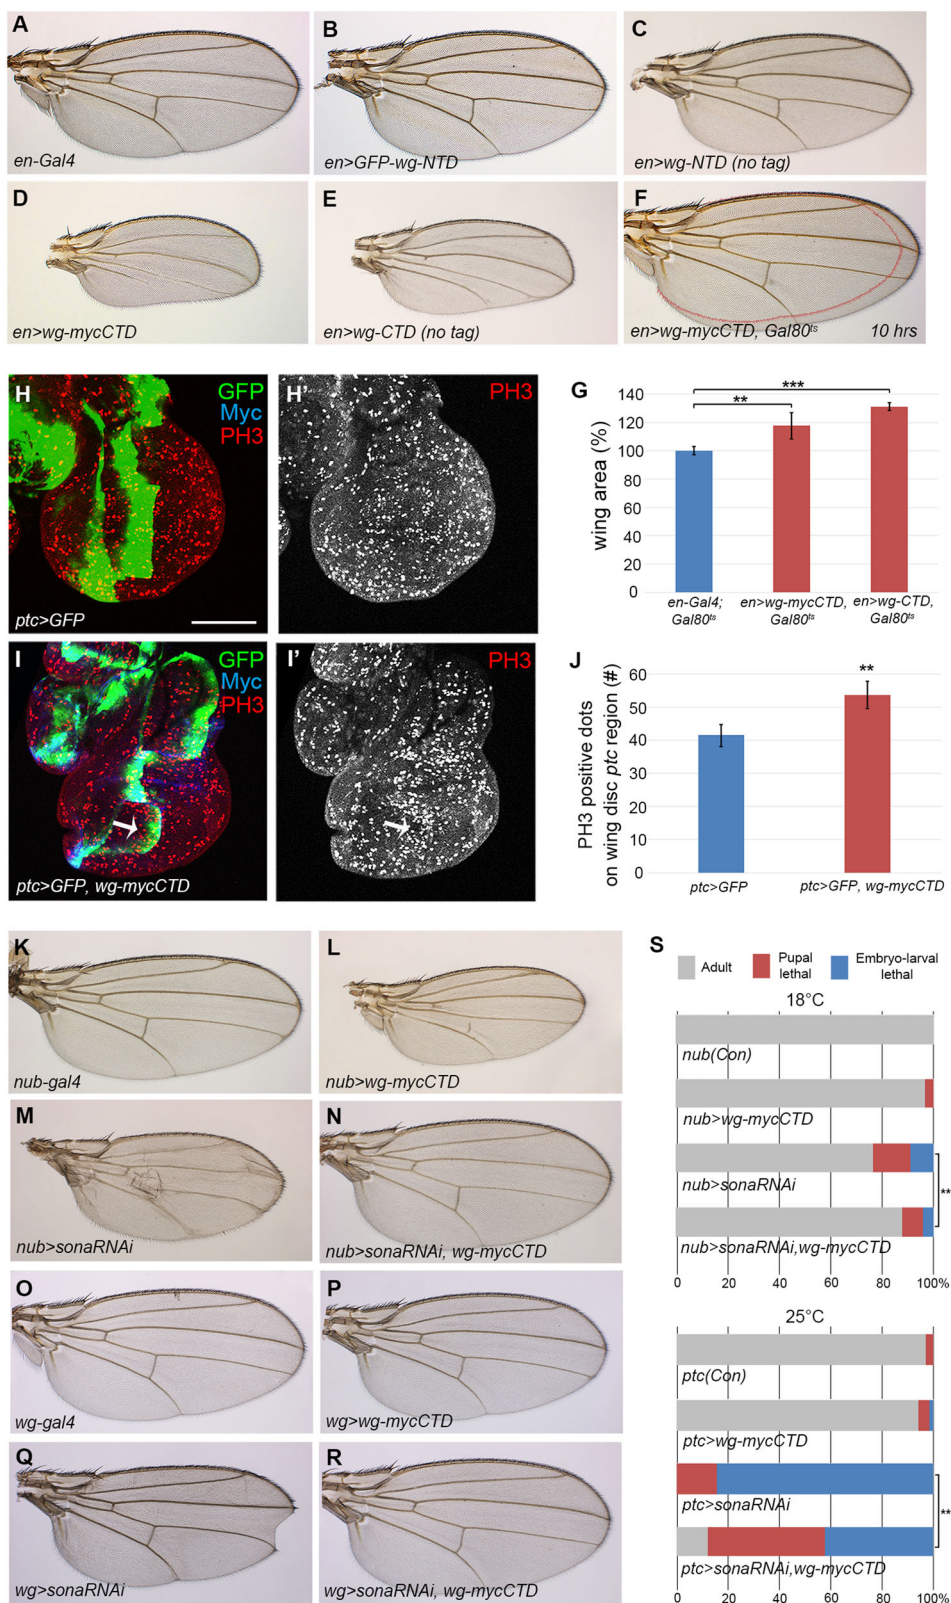 A
en-Gal4
B
en>GFP-wg-NTD
C
en>wg-NTD (no tag)
D
en>wg-mycCTD
E
en>wg-CTD (no tag)
F
en>wg-mycCTD, Gal80ts
10 hrs
H
GFP
Myc
PH3
ptc>GFP
H'
PH3
G
wing area (%)
140
120
100
80
60
40
20
0
**
***
en-Gal4;
Gal80ts
en>wg-mycCTD,
Gal80ts
en>wg-CTD,
Gal80ts
I
GFP
Myc
PH3
ptc>GFP, wg-mycCTD
I'
PH3
J
PH3 positive dots
on wing disc ptc region (#)
60
50
40
30
20
10
0
**
ptc>GFP
ptc>GFP, wg-mycCTD
K
nub-gal4
L
nub>wg-mycCTD
M
nub>sonaRNAi
N
nub>sonaRNAi, wg-mycCTD
O
wg-gal4
P
wg>wg-mycCTD
Q
wg>sonaRNAi
R
wg>sonaRNAi, wg-mycCTD
S
Adult
Pupal
lethal
Embryo-larval
lethal
18°C
nub(Con)
nub>wg-mycCTD
nub>sonaRNAi
nub>sonaRNAi,wg-mycCTD
**
0 20 40 60 80 100%
25°C
ptc(Con)
ptc>wg-mycCTD
ptc>sonaRNAi
ptc>sonaRNAi,wg-mycCTD
**
0 20 40 60 80 100%